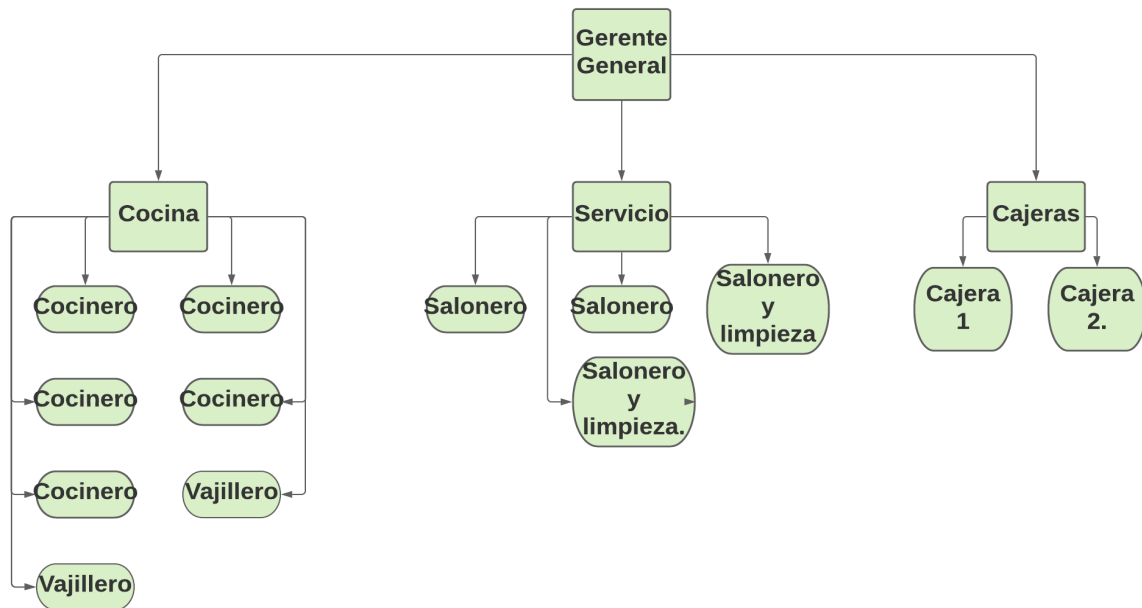 Gerente
General
Cocina
Servicio
Cajeras
Cocinero
Cocinero
Salonero
Salonero
Salonero
y
limpieza
Cajera
1
Cajera
2.
Cocinero
Cocinero
Salonero
y
limpieza.
Cocinero
Vajillero
Vajillero